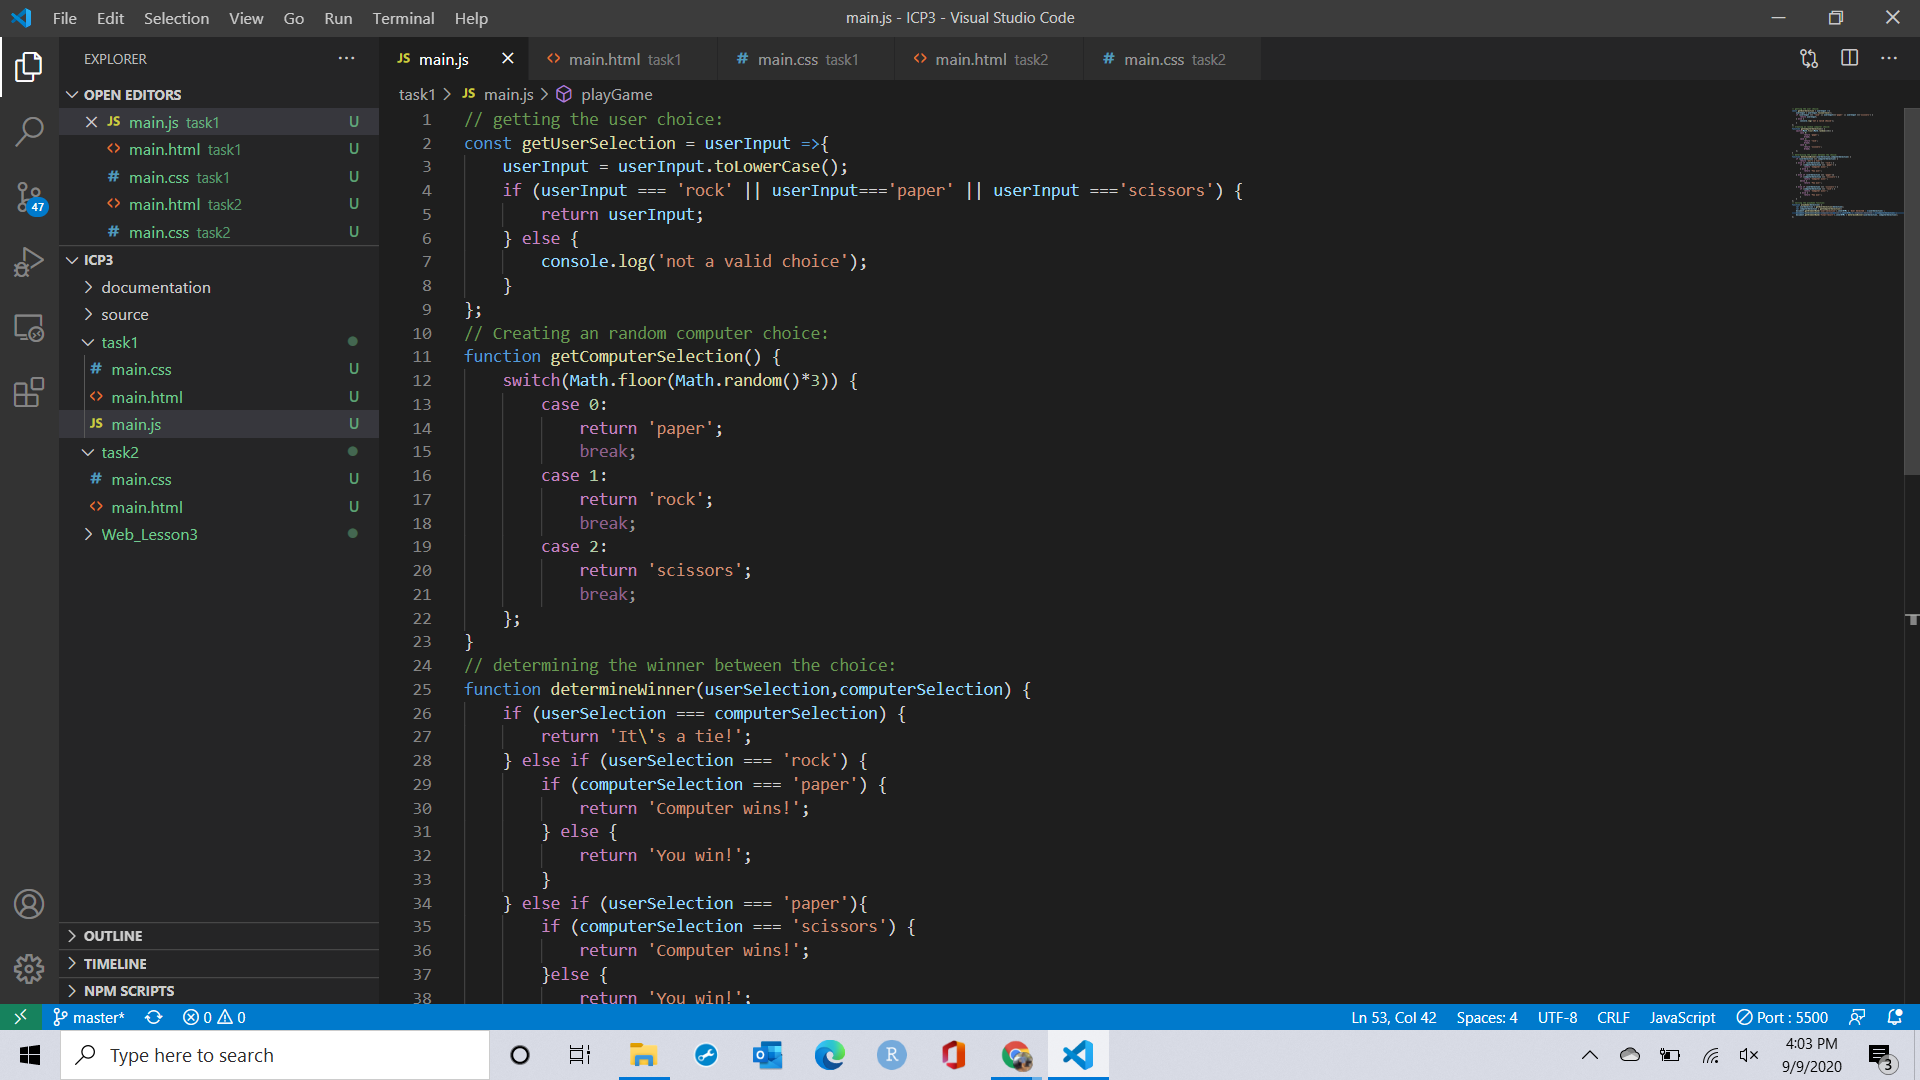 File Edit Selection View Go Run Terminal Help
main.js - ICP3 - Visual Studio Code
EXPLORER
OPEN EDITORS
JS main.js task1 U
<> main.html task1 U
# main.css task1 U
<> main.html task2 U
# main.css task2 U
ICP3
documentation
source
task1
# main.css U
<> main.html U
JS main.js U
task2
# main.css U
<> main.html U
Web_Lesson3
OUTLINE
TIMELINE
NPM SCRIPTS
47
JS main.js <> main.html task1 # main.css task1 <> main.html task2 # main.css task2
task1 > JS main.js > playGame
1 // getting the user choice:
2 const getUserSelection = userInput =>{
3 userInput = userInput.toLowerCase();
4 if (userInput === 'rock' || userInput==='paper' || userInput ==='scissors') {
5 return userInput;
6 } else {
7 console.log('not a valid choice');
8 }
9 };
10 // Creating an random computer choice:
11 function getComputerSelection() {
12 switch(Math.floor(Math.random()*3)) {
13 case 0:
14 return 'paper';
15 break;
16 case 1:
17 return 'rock';
18 break;
19 case 2:
20 return 'scissors';
21 break;
22 };
23 }
24 // determining the winner between the choice:
25 function determineWinner(userSelection,computerSelection) {
26 if (userSelection === computerSelection) {
27 return 'It\'s a tie!';
28 } else if (userSelection === 'rock') {
29 if (computerSelection === 'paper') {
30 return 'Computer wins!';
31 } else {
32 return 'You win!';
33 }
34 } else if (userSelection === 'paper'){
35 if (computerSelection === 'scissors') {
36 return 'Computer wins!';
37 }else {
38 return 'You win!';
master* 0 0 Ln 53, Col 42 Spaces: 4 UTF-8 CRLF JavaScript Port : 5500
Type here to search
R
4:03 PM
9/9/2020
3